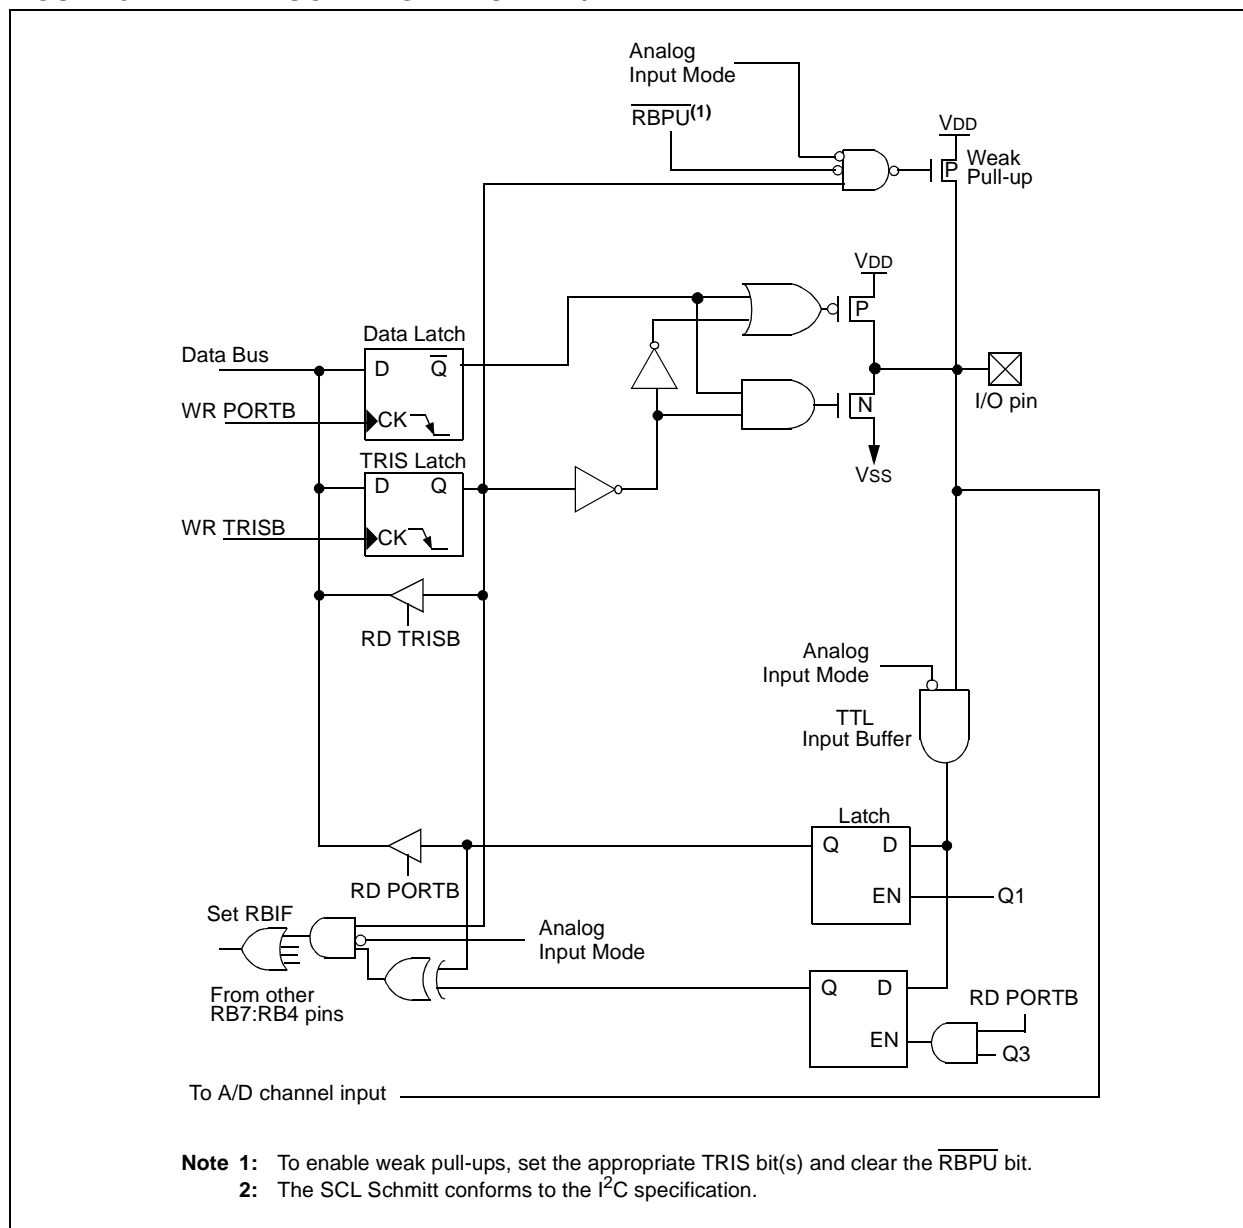 Analog
Input Mode
RBPU(1)
VDD
Weak
Pull-up
P
VDD
P
Data Latch
Data Bus
D
Q
WR PORTB
CK
N
I/O pin
VSS
TRIS Latch
D
Q
WR TRISB
CK
RD TRISB
Analog
Input Mode
TTL
Input Buffer
Latch
Q
D
EN
Q1
RD PORTB
Set RBIF
Analog
Input Mode
From other
RB7:RB4 pins
Q
D
EN
RD PORTB
Q3
To A/D channel input
Note 1: To enable weak pull-ups, set the appropriate TRIS bit(s) and clear the RBPU bit.
2: The SCL Schmitt conforms to the I2C specification.